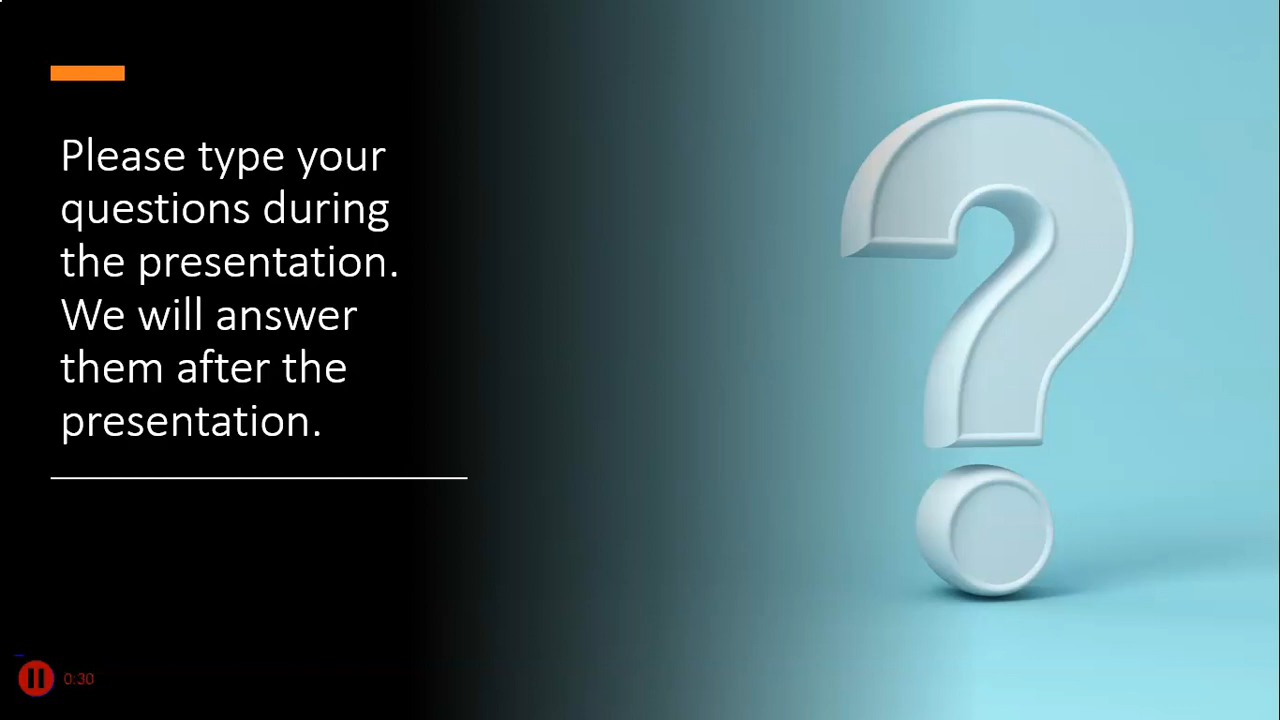 Please type your
questions during
the presentation.
We will answer
them after the
presentation.
0:30